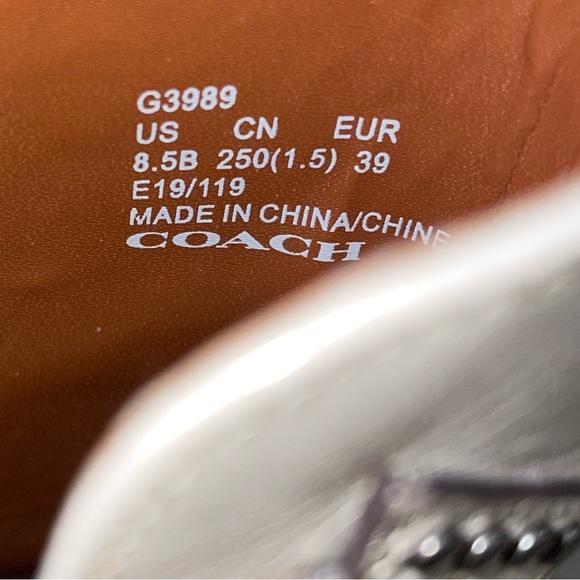 G3989
US CN EUR
8.5B 250(1.5) 39
E19/119
MADE IN CHINA/CHINE
COACH